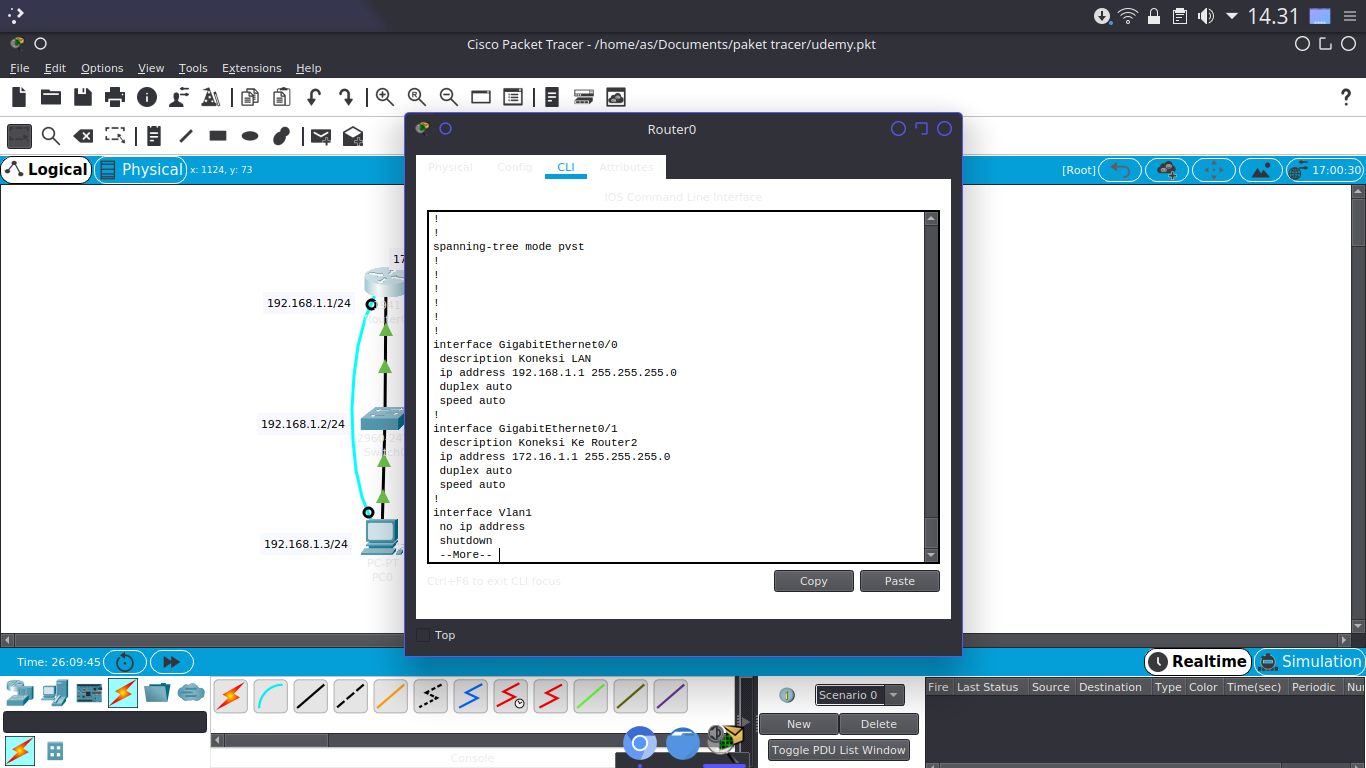 14.31
Cisco Packet Tracer - /home/as/Documents/paket tracer/udemy.pkt
File Edit Options View Tools Extensions Help
Router0
Logical Physical x: 1124, y: 73
[Root] 17:00:30
Physical Config CLI Attributes
IOS Command Line Interface
!
!
spanning-tree mode pvst
!
!
!
!
!
!
interface GigabitEthernet0/0
description Koneksi LAN
ip address 192.168.1.1 255.255.255.0
duplex auto
speed auto
!
interface GigabitEthernet0/1
description Koneksi Ke Router2
ip address 172.16.1.1 255.255.255.0
duplex auto
speed auto
!
interface Vlan1
no ip address
shutdown
--More--
Ctrl+F6 to exit CLI focus
Copy Paste
Top
17
192.168.1.1/24
192.168.1.2/24
192.168.1.3/24
PC-PT
PC0
Time: 26:09:45
Realtime Simulation
Scenario 0
New Delete
Toggle PDU List Window
Fire Last Status Source Destination Type Color Time(sec) Periodic Nu
Console